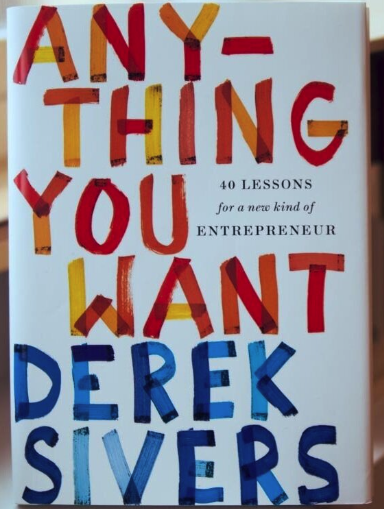 ANY-
THING
YOU
40 LESSONS
for a new kind of
ENTREPRENEUR
WANT
DEREK
SIVERS